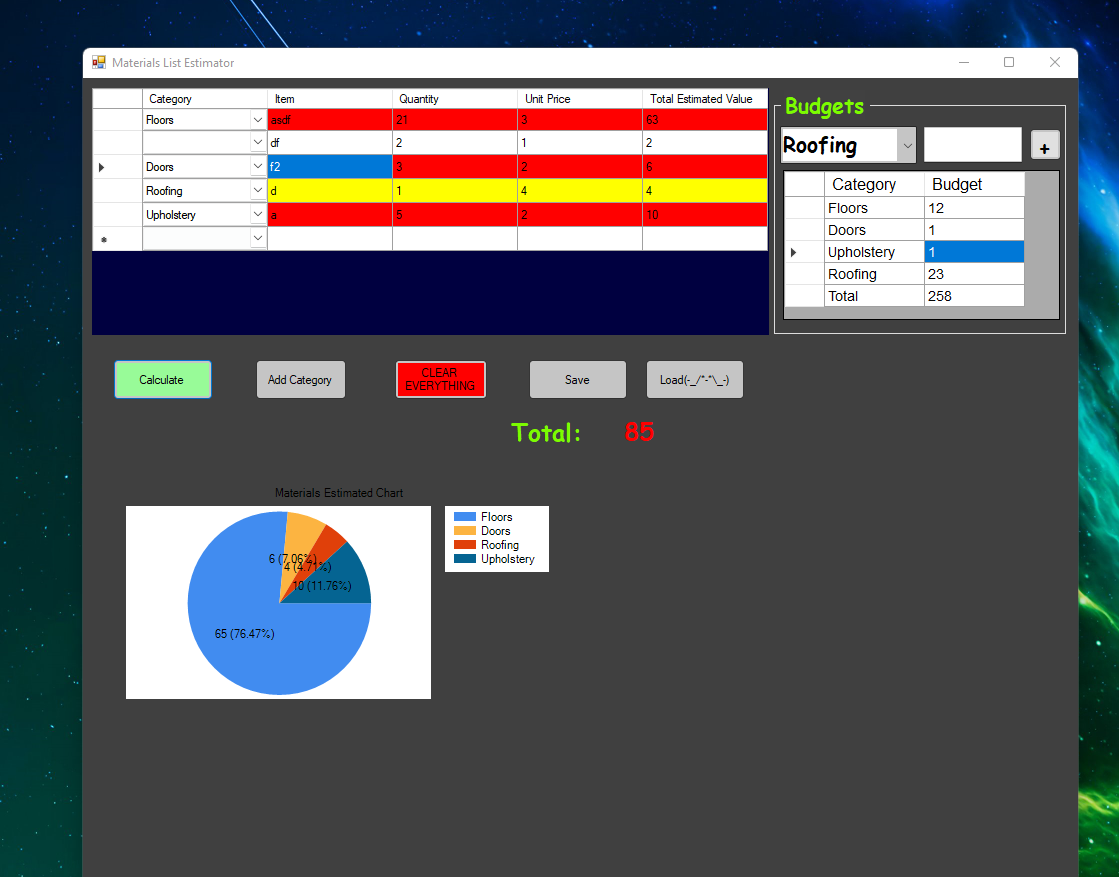 Materials List Estimator
Category Item Quantity Unit Price Total Estimated Value
Floors asdf 21 3 63
df 2 1 2
Doors f2 3 2 6
Roofing d 1 4 4
Upholstery a 5 2 10
Budgets
Roofing +
Category Budget
Floors 12
Doors 1
Upholstery 1
Roofing 23
Total 258
Calculate Add Category CLEAR EVERYTHING Save Load(-_/*-*\_-)
Total: 85
Materials Estimated Chart
6 (7.06%)
4 (4.71%)
10 (11.76%)
65 (76.47%)
Floors
Doors
Roofing
Upholstery